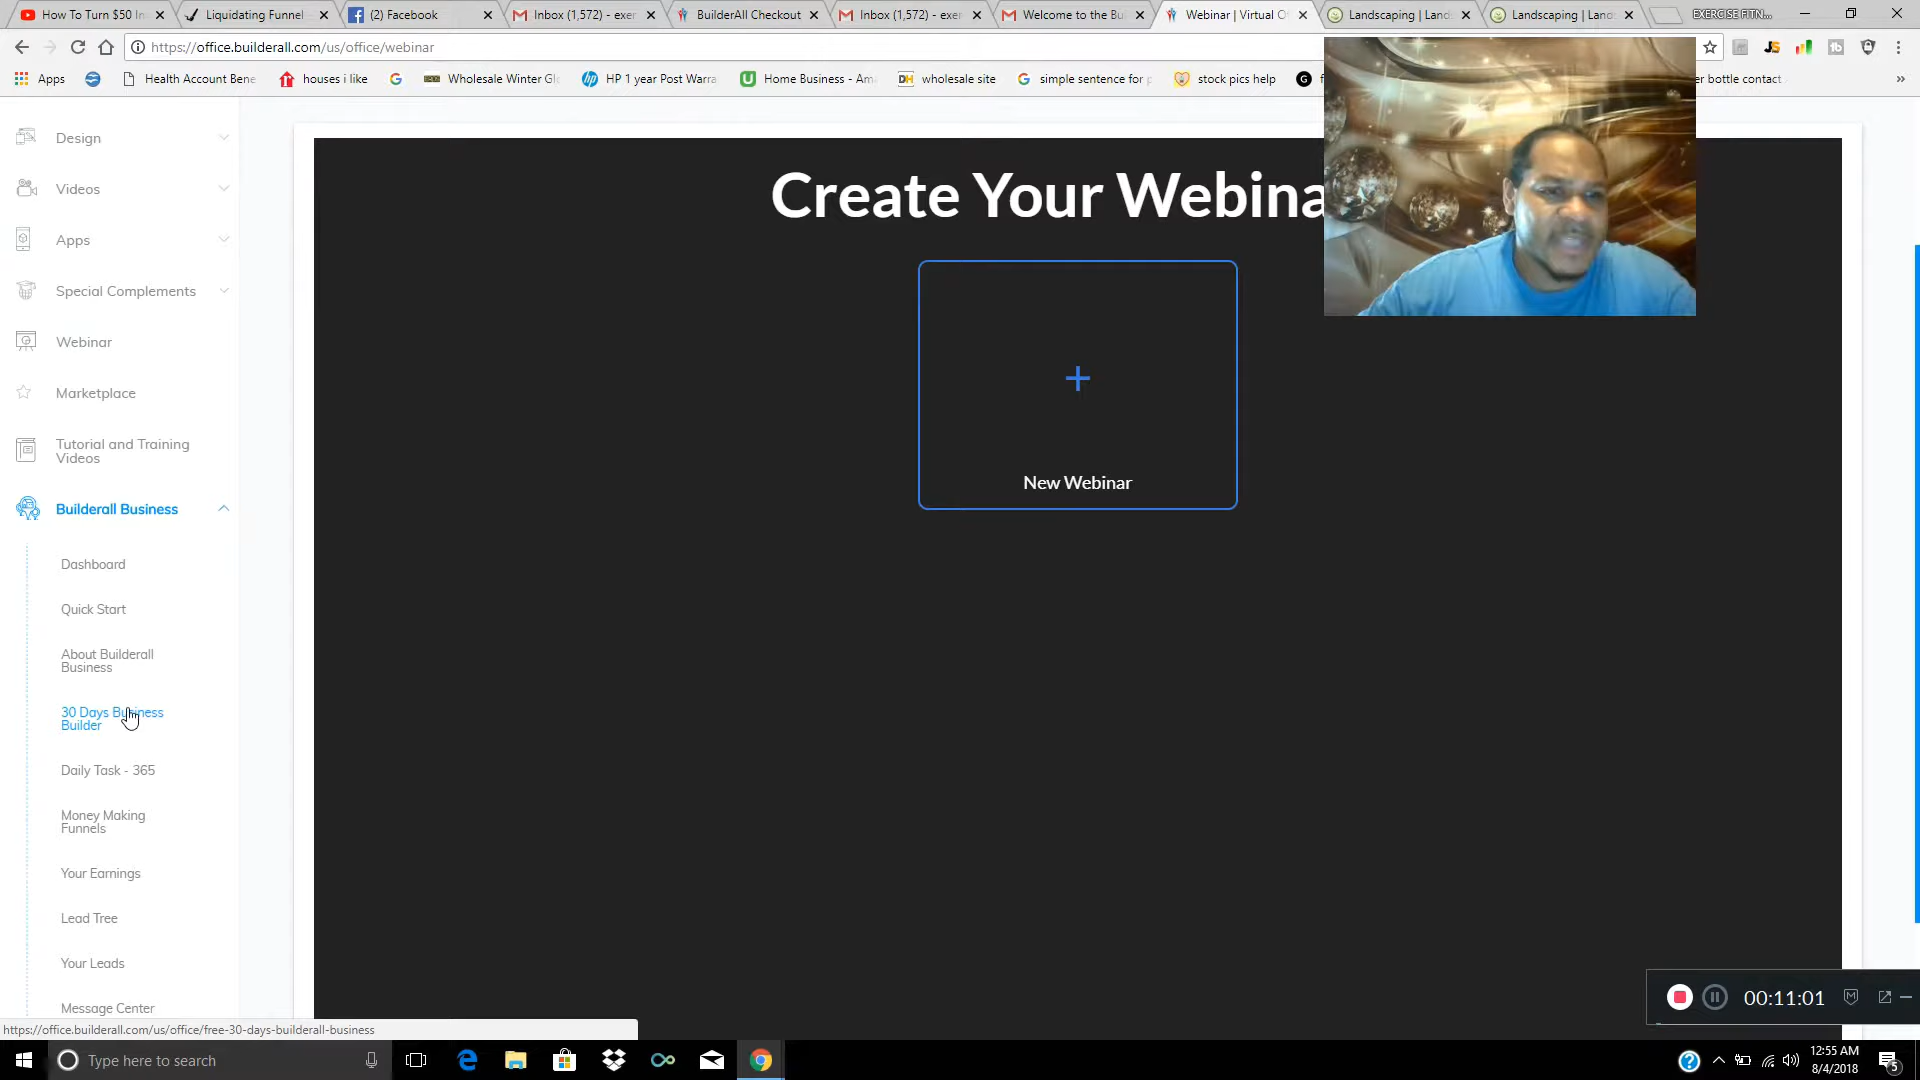 How To Turn $50 In
Liquidating Funnel
(2) Facebook
Inbox (1,572) - exer
BuilderAll Checkout
Inbox (1,572) - exer
Welcome to the Bu
Webinar | Virtual O
Landscaping | Land
Landscaping | Land
EXERCISE FITN...
https://office.builderall.com/us/office/webinar
Apps
Health Account Bene
houses i like
Wholesale Winter Gl
HP 1 year Post Warra
Home Business - Am
wholesale site
simple sentence for
stock pics help
er bottle contact
Design
Videos
Apps
Special Complements
Webinar
Marketplace
Tutorial and Training
Videos
Builderall Business
Dashboard
Quick Start
About Builderall
Business
30 Days Business
Builder
Daily Task - 365
Money Making
Funnels
Your Earnings
Lead Tree
Your Leads
Message Center
Create Your Webina
New Webinar
00:11:01
https://office.builderall.com/us/office/free-30-days-builderall-business
Type here to search
12:55 AM
8/4/2018
5